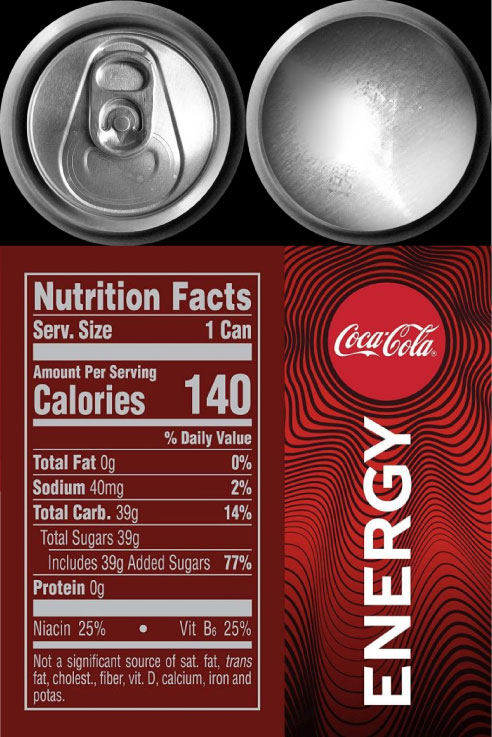 Nutrition Facts
Serv. Size 1 Can
Amount Per Serving
Calories 140
% Daily Value
Total Fat 0g 0%
Sodium 40mg 2%
Total Carb. 39g 14%
Total Sugars 39g
Includes 39g Added Sugars 77%
Protein 0g
Niacin 25% • Vit B₆ 25%
Not a significant source of sat. fat, trans
fat, cholest., fiber, vit. D, calcium, iron and
potas.
Coca-Cola®
ENERGY